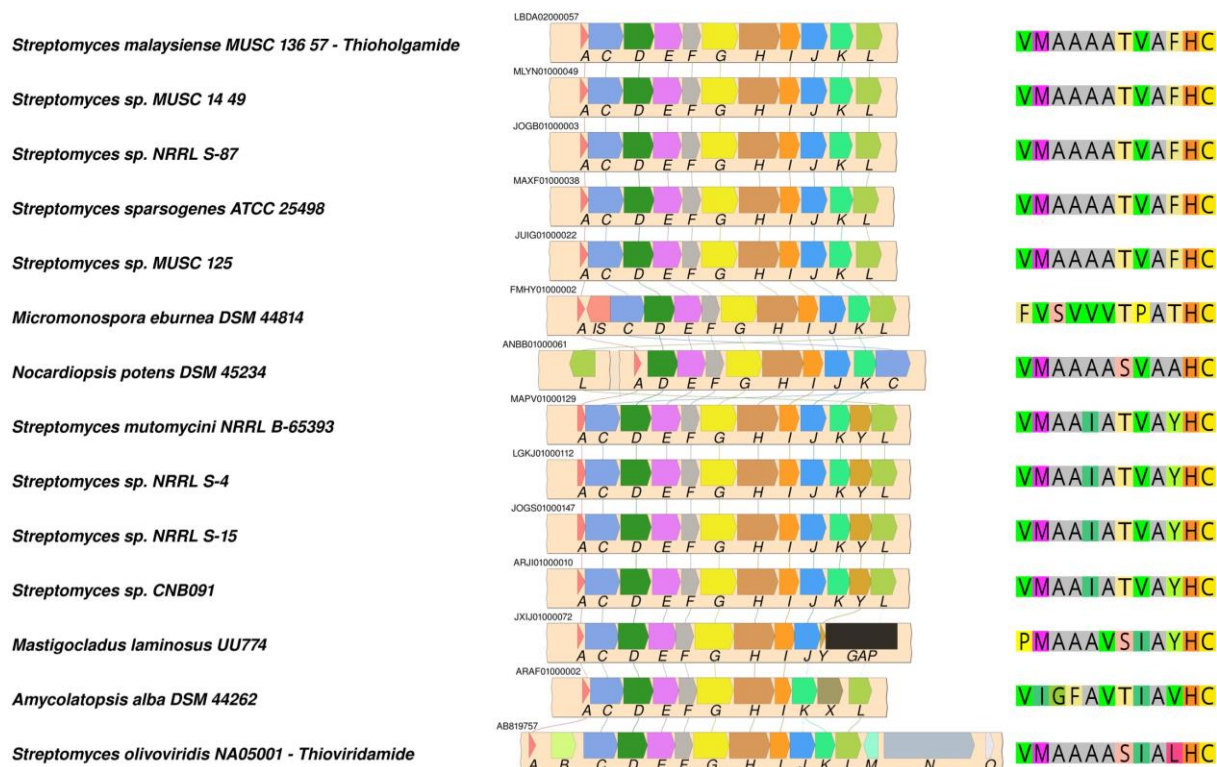 LBDA02000057
Streptomyces malaysiense MUSC 136 57 - Thioholgamide VMAAAATVAFHC
A C D E F G H I J K L
MLYN01000049
Streptomyces sp. MUSC 14 49 VMAAAATVAFHC
A C D E F G H I J K L
JOGB01000003
Streptomyces sp. NRRL S-87 VMAAAATVAFHC
A C D E F G H I J K L
MAXF01000038
Streptomyces sparsogenes ATCC 25498 VMAAAATVAFHC
A C D E F G H I J K L
JUIG01000022
Streptomyces sp. MUSC 125 VMAAAATVAFHC
A C D E F G H I J K L
FMHY01000002
Micromonospora eburnea DSM 44814 FVSVVVTPATHC
A IS C D E F G H I J K L
ANBB01000061
Nocardiopsis potens DSM 45234 VMAAAASVAAHC
L A D E F G H I J K C
MAPV01000129
Streptomyces mutomycini NRRL B-65393 VMAAIATVAYHC
A C D E F G H I J K Y L
LGKJ01000112
Streptomyces sp. NRRL S-4 VMAAIATVAYHC
A C D E F G H I J K Y L
JOGS01000147
Streptomyces sp. NRRL S-15 VMAAIATVAYHC
A C D E F G H I J K Y L
ARJI01000010
Streptomyces sp. CNB091 VMAAIATVAYHC
A C D E F G H I J K Y L
JXIJ01000072
Mastigocladus laminosus UU774 PMAAAVSIAYHC
A C D E F G H I J Y GAP
ARAF01000002
Amycolatopsis alba DSM 44262 VIGFAVTIAVHC
A C D E F G H I K X L
AB819757
Streptomyces olivoviridis NA05001 - Thioviridamide VMAAAASIALHC
A B C D E F G H I J K L M N O